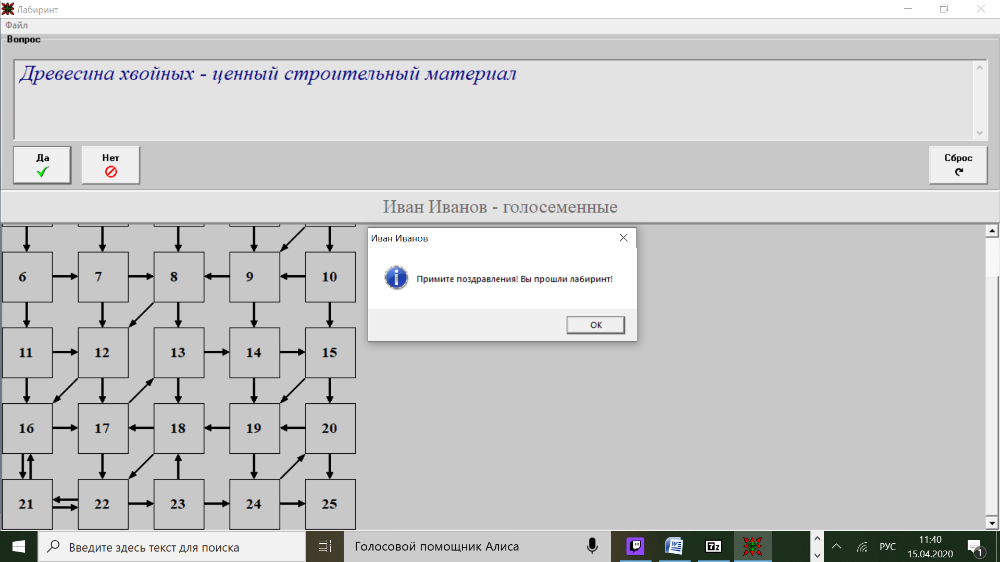 Лабиринт
Файл
Вопрос
Древесина хвойных - ценный строительный материал
Да
Нет
Сброс
Иван Иванов - голосеменные
Иван Иванов
Примите поздравления! Вы прошли лабиринт!
OK
6 7 8 9 10
11 12 13 14 15
16 17 18 19 20
21 22 23 24 25
Введите здесь текст для поиска
Голосовой помощник Алиса
7z
РУС
11:40
15.04.2020
1